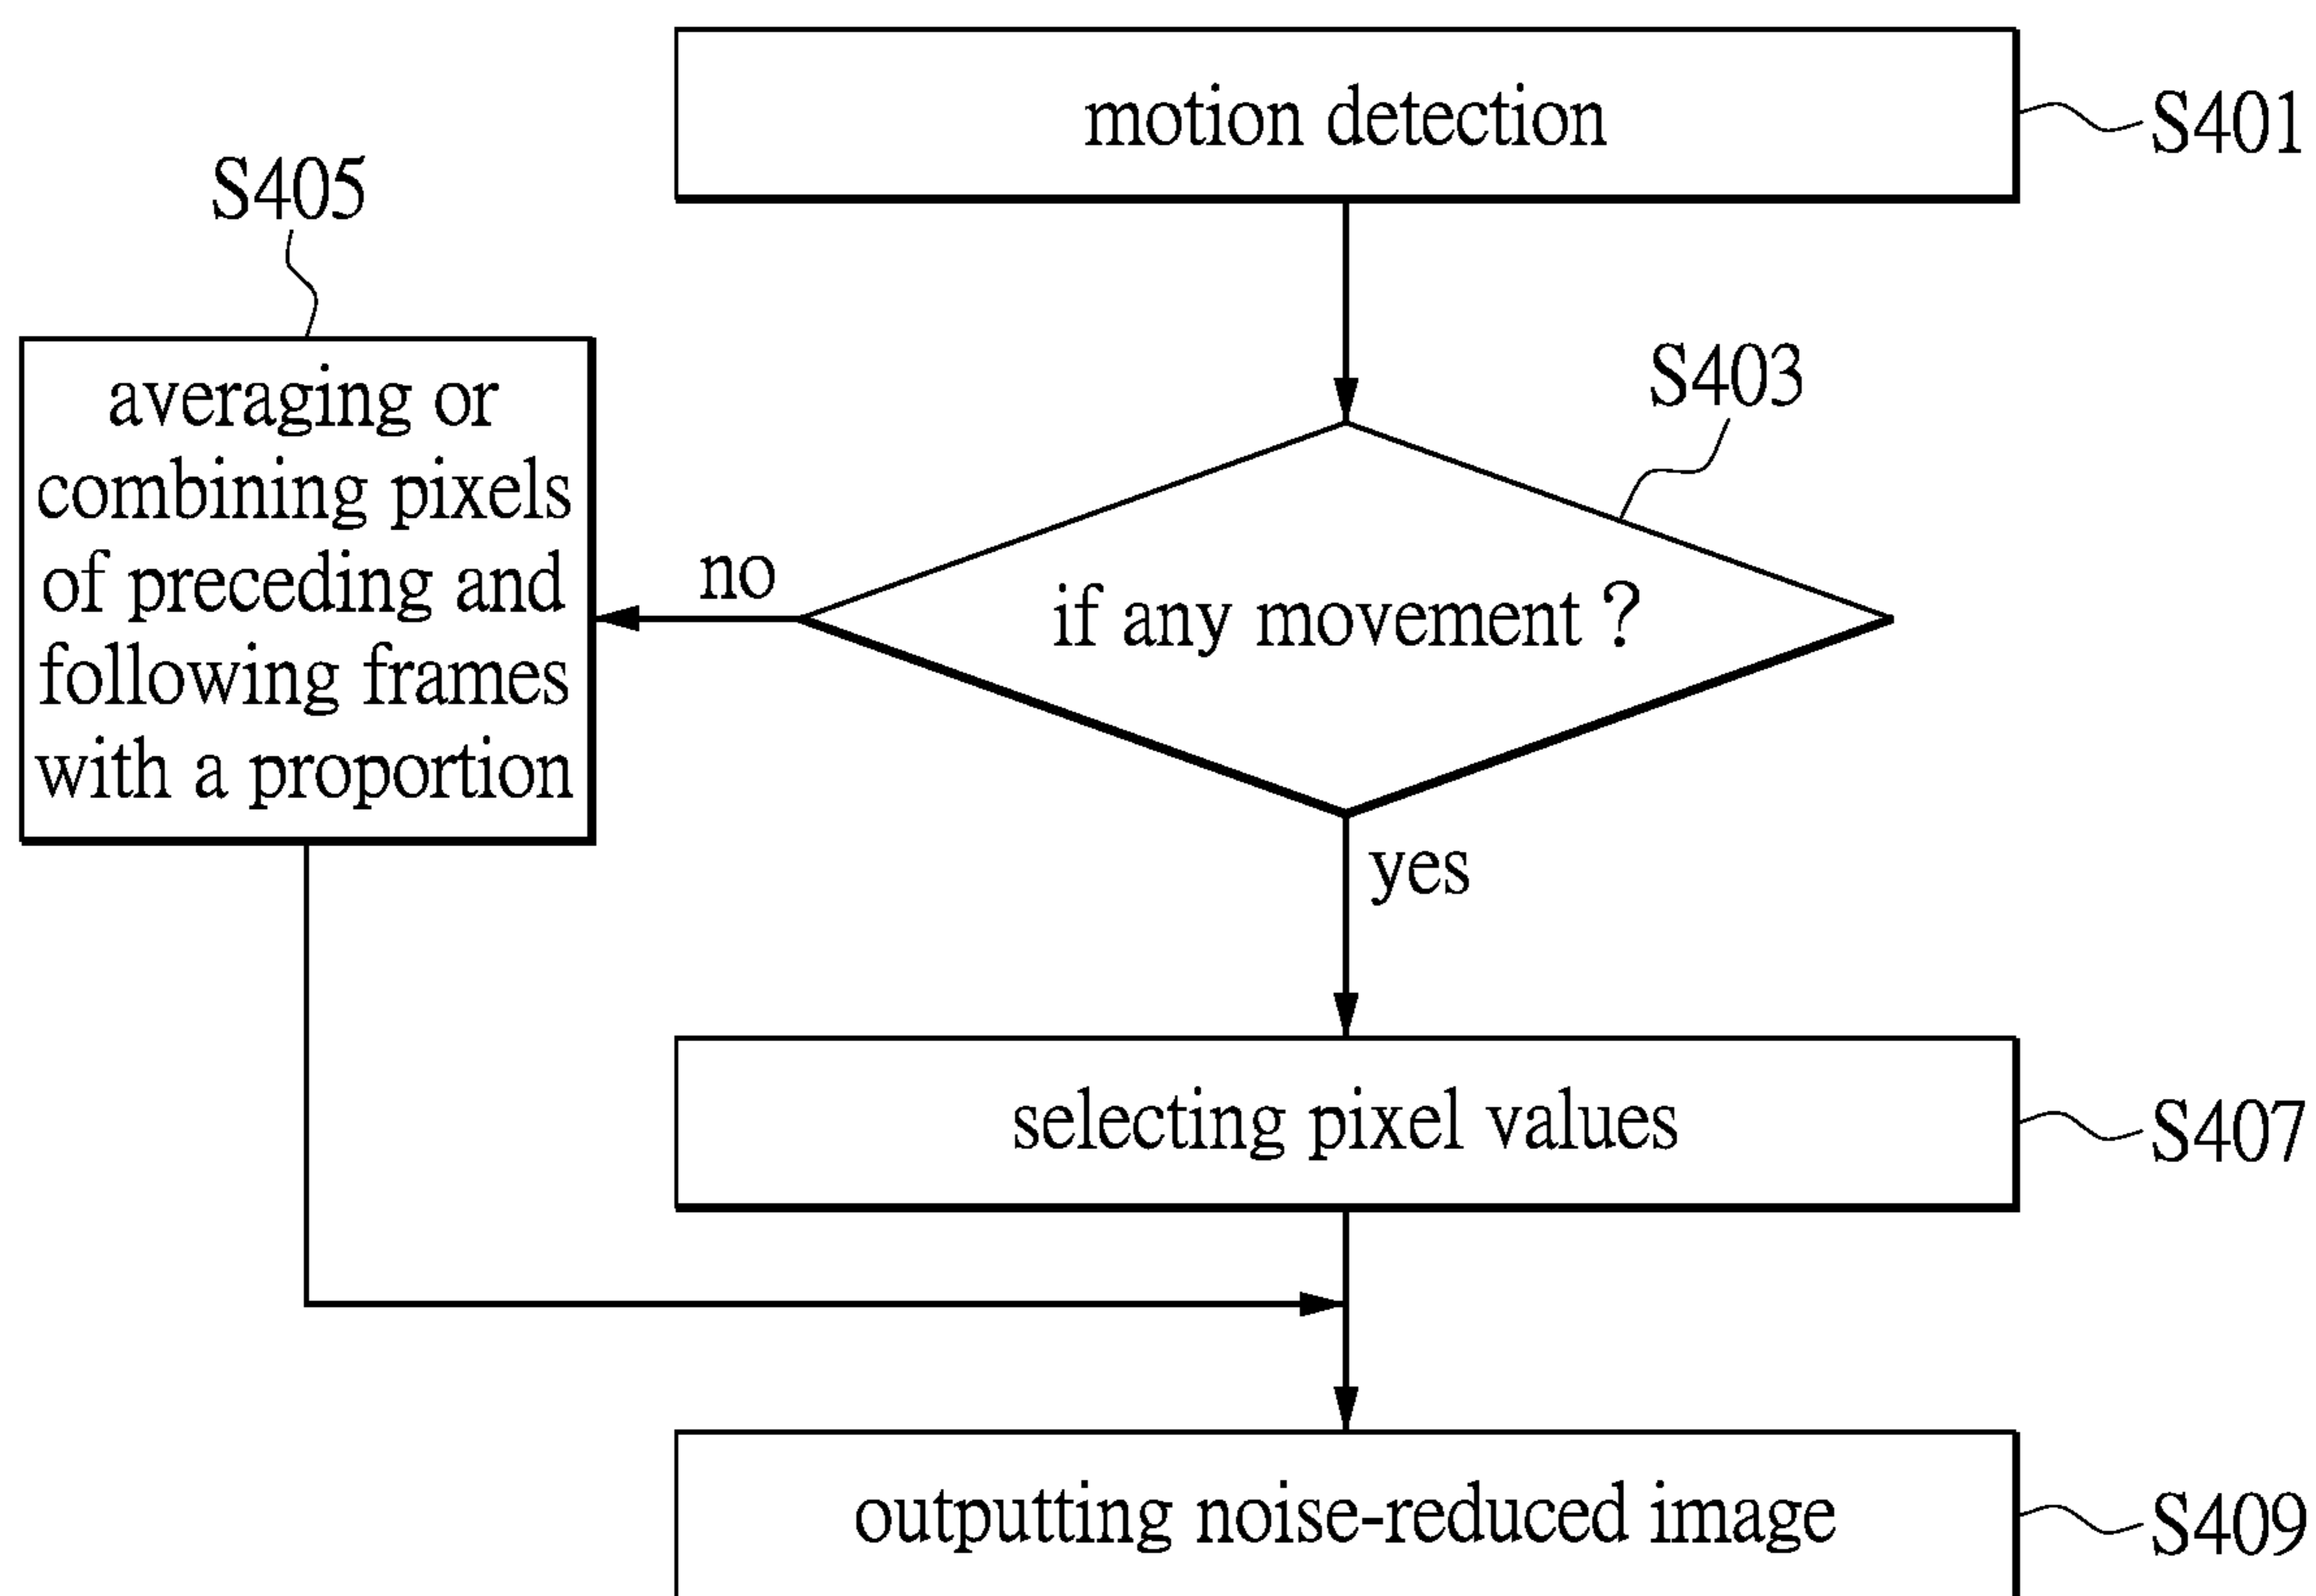 motion detection
S401
S405
S403
averaging or
combining pixels
of preceding and
following frames
with a proportion
no
if any movement ?
yes
selecting pixel values
S407
outputting noise-reduced image
S409